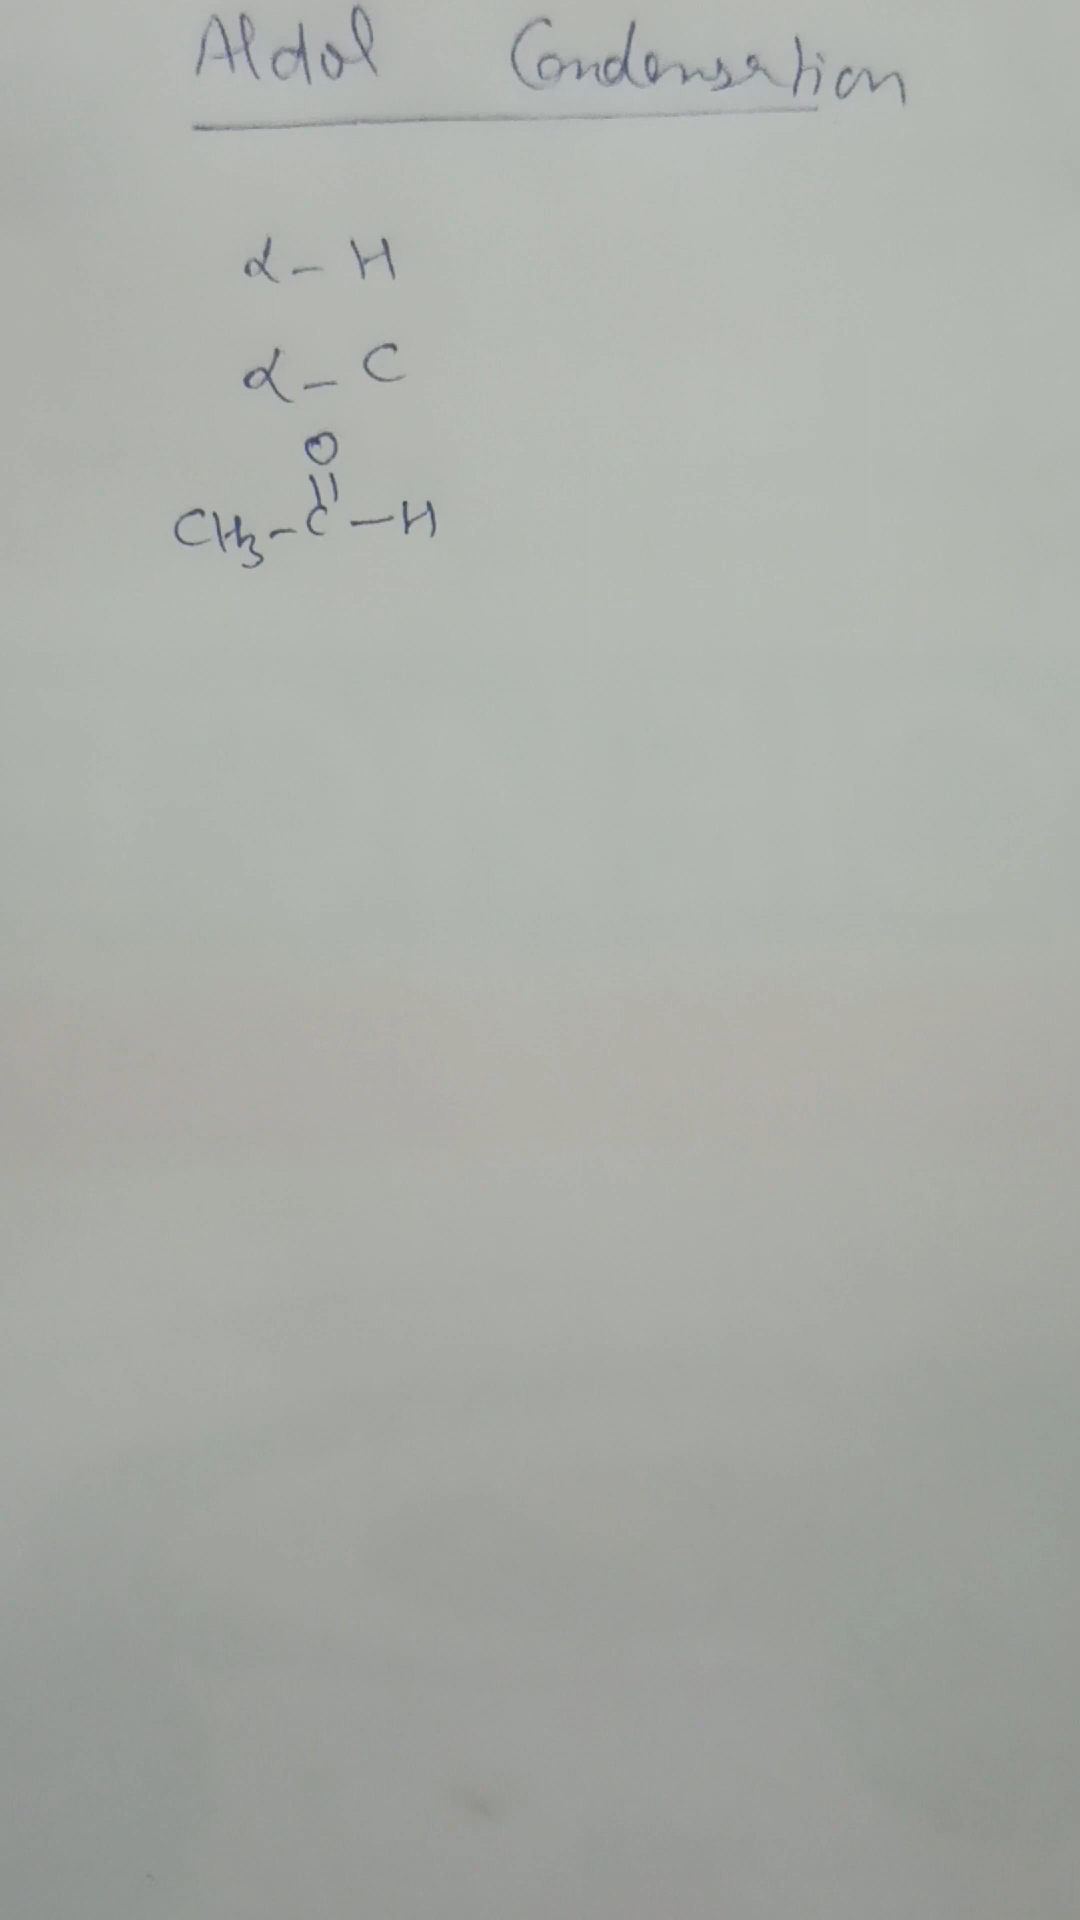 Aldol Condensation
α - H
α - C
O
||
CH₃ - C - H